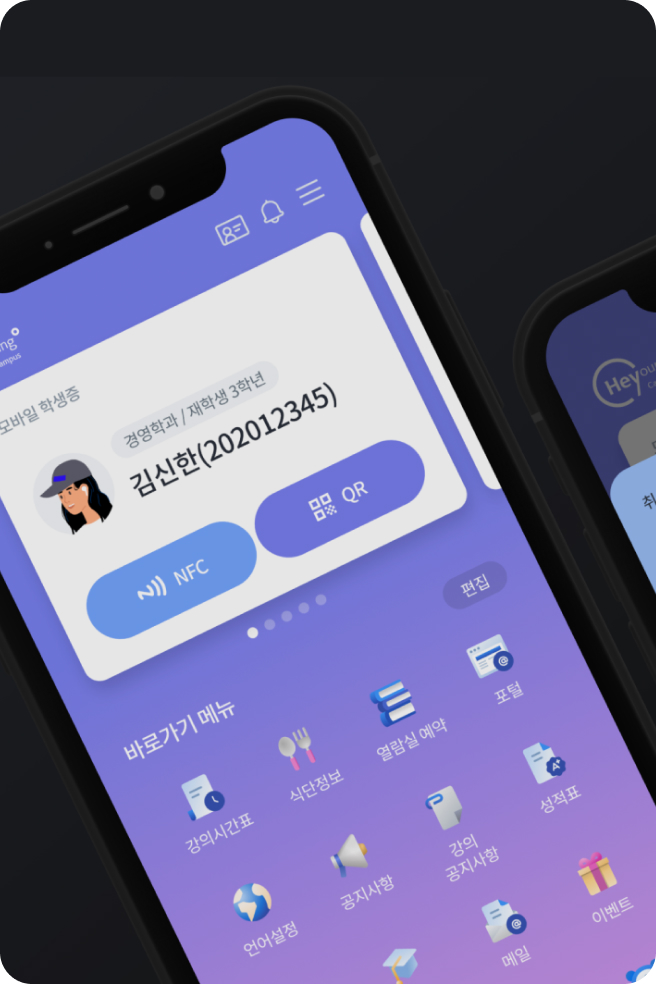 ng
ampus
모바일 학생증
경영학과 / 재학생 3학년
김신한(202012345)
NFC
QR
편집
바로가기 메뉴
강의시간표
식단정보
열람실 예약
포털
언어설정
공지사항
강의
공지사항
성적표
메일
이벤트
Hey
취